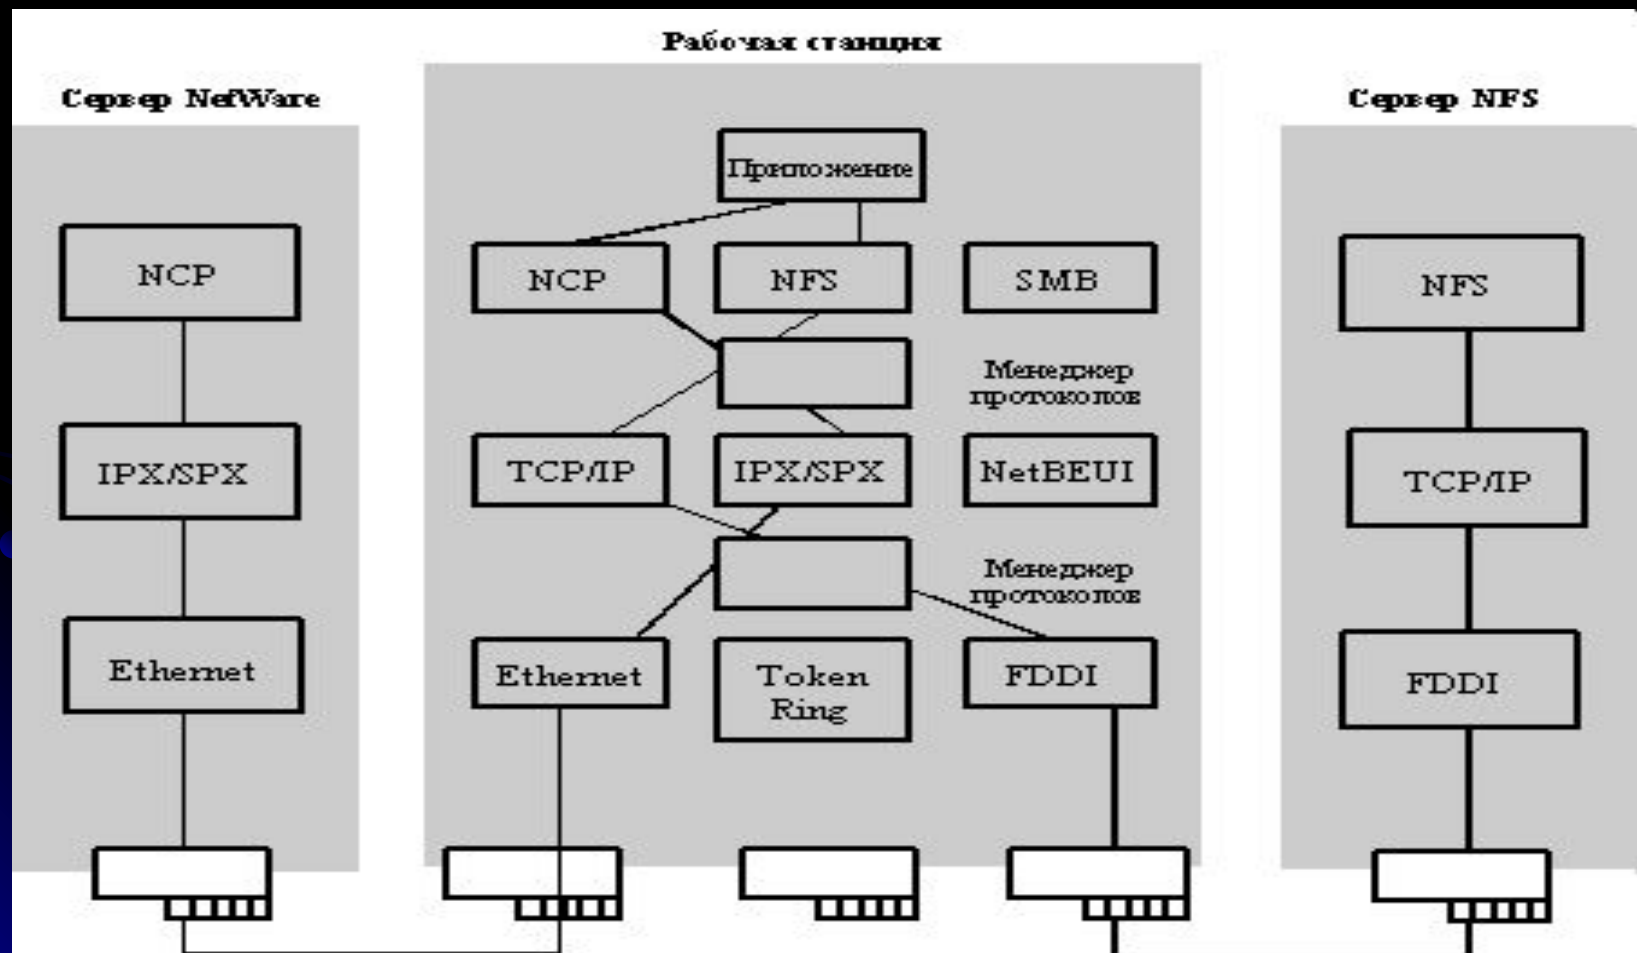 Рабочая станция
Сервер NetWare
Сервер NFS
Приложение
NCP
NCP
NFS
SMB
NFS
Менеджер
протоколов
IPX/SPX
TCP/IP
IPX/SPX
NetBEUI
TCP/IP
Менеджер
протоколов
Ethernet
Ethernet
Token
Ring
FDDI
FDDI